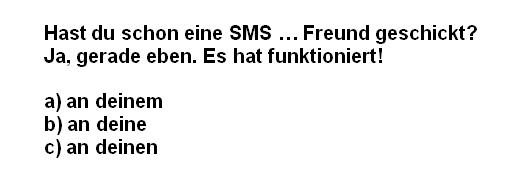 Hast du schon eine SMS … Freund geschickt?
Ja, gerade eben. Es hat funktioniert!
a) an deinem
b) an deine
c) an deinen